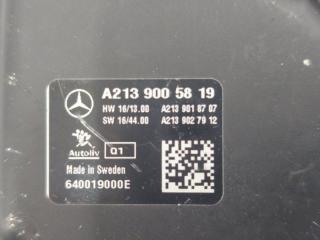 A213 900 58 19
HW 16/13.00 A213 901 87 07
SW 16/44.00 A213 902 79 12
Autoliv Q1
Made in Sweden
640019000E